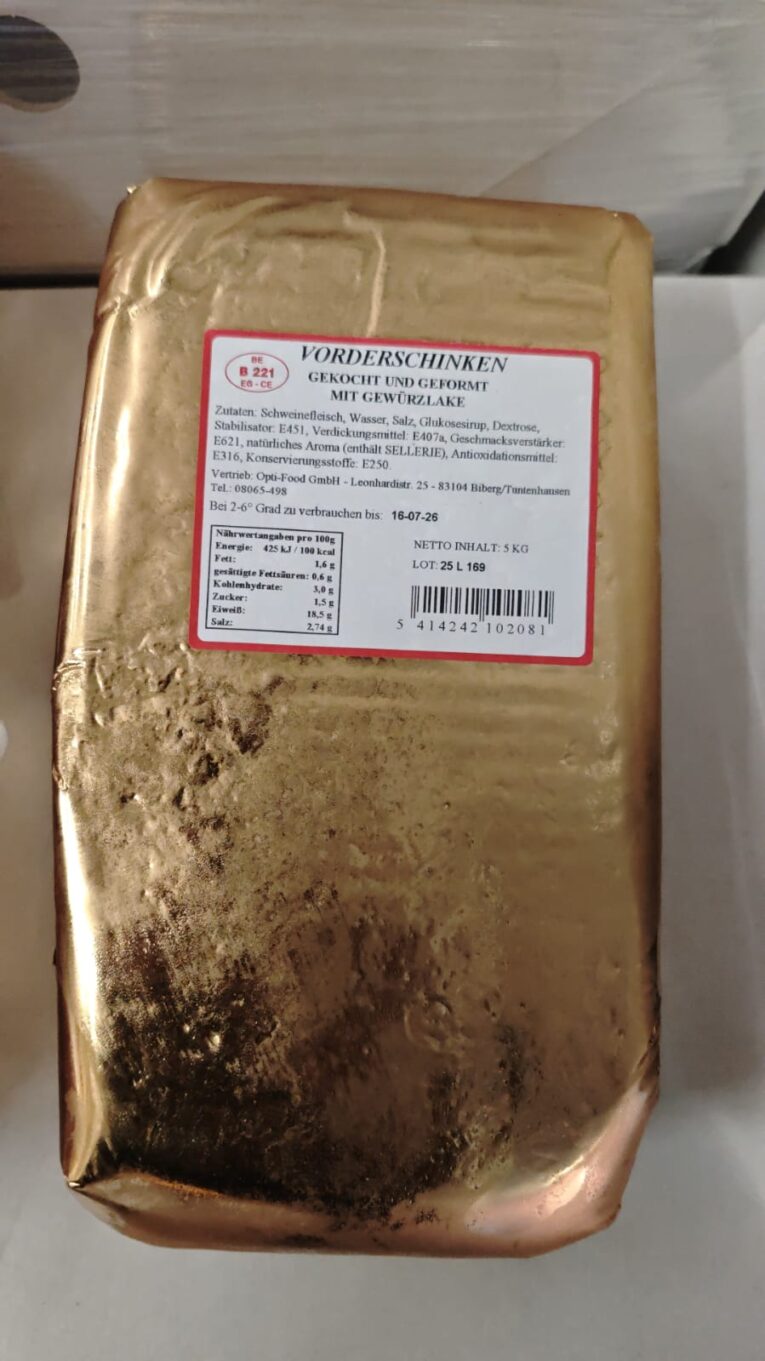 BE
B 221
EG - CE
VORDERSCHINKEN
GEKOCHT UND GEFORMT
MIT GEWÜRZLAKE
Zutaten: Schweinefleisch, Wasser, Salz, Glukosesirup, Dextrose,
Stabilisator: E451, Verdickungsmittel: E407a, Geschmacksverstärker:
E621, natürliches Aroma (enthält SELLERIE), Antioxidationsmittel:
E316, Konservierungsstoffe: E250.
Vertrieb: Opti-Food GmbH - Leonhardistr. 25 - 83104 Biberg/Tuntenhausen
Tel.: 08065-498
Bei 2-6° Grad zu verbrauchen bis: 16-07-26
Nährwertangaben pro 100g
Energie: 425 kJ / 100 kcal
Fett: 1,6 g
gesättigte Fettsäuren: 0,6 g
Kohlenhydrate: 3,0 g
Zucker: 1,5 g
Eiweiß: 18,5 g
Salz: 2,74 g
NETTO INHALT: 5 KG
LOT: 25 L 169
5 414242 102081